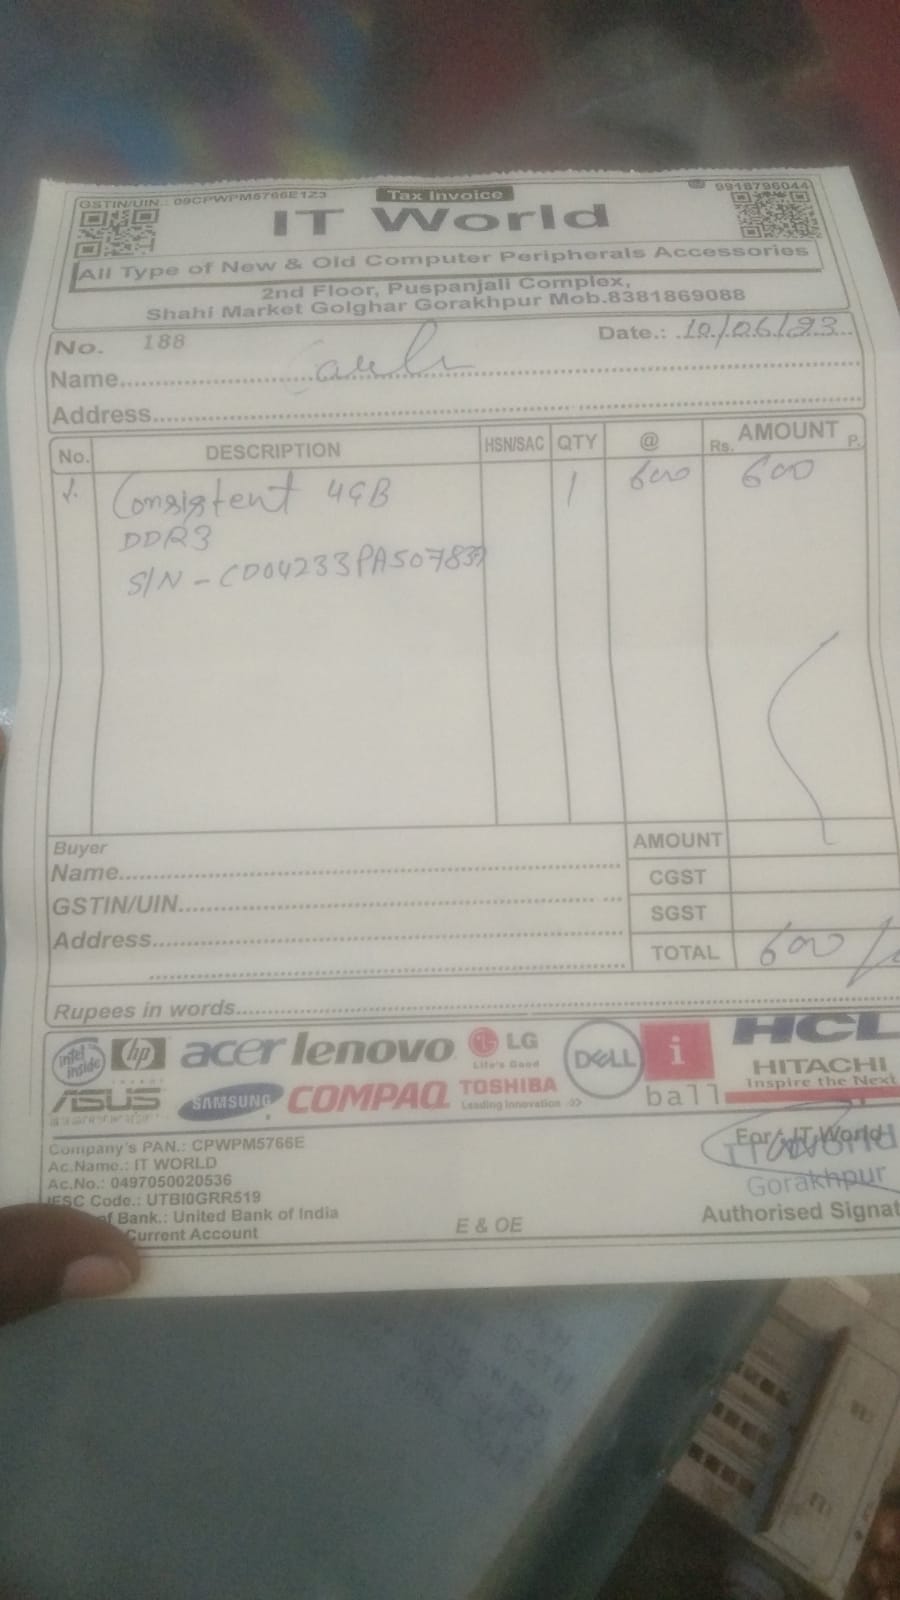 GSTIN/UIN.: 09CPWPM5766E1Z3 Tax Invoice 9918796044
IT World
All Type of New & Old Computer Peripherals Accessories
2nd Floor, Puspanjali Complex,
Shahi Market Golghar Gorakhpur Mob.8381869088
No. 188 Date.: 10/06/23
Name Cash
Address
No. DESCRIPTION HSN/SAC QTY @ Rs. AMOUNT P.
1. Consistent 4GB 1 600 600
DDR3
S/N - CD04233PA50783
Buyer AMOUNT
Name CGST
GSTIN/UIN SGST
Address TOTAL 600/
Rupees in words
intel inside hp acer lenovo LG Life's Good DELL i ball HCL
HITACHI
Inspire the Next
ASUS SAMSUNG COMPAQ TOSHIBA
Leading Innovation >>>
Company's PAN.: CPWPM5766E For : IT World
Ac.Name.: IT WORLD IT World
Ac.No.: 0497050020536 Gorakhpur
IFSC Code.: UTBI0GRR519
of Bank.: United Bank of India E & OE Authorised Signat
Current Account